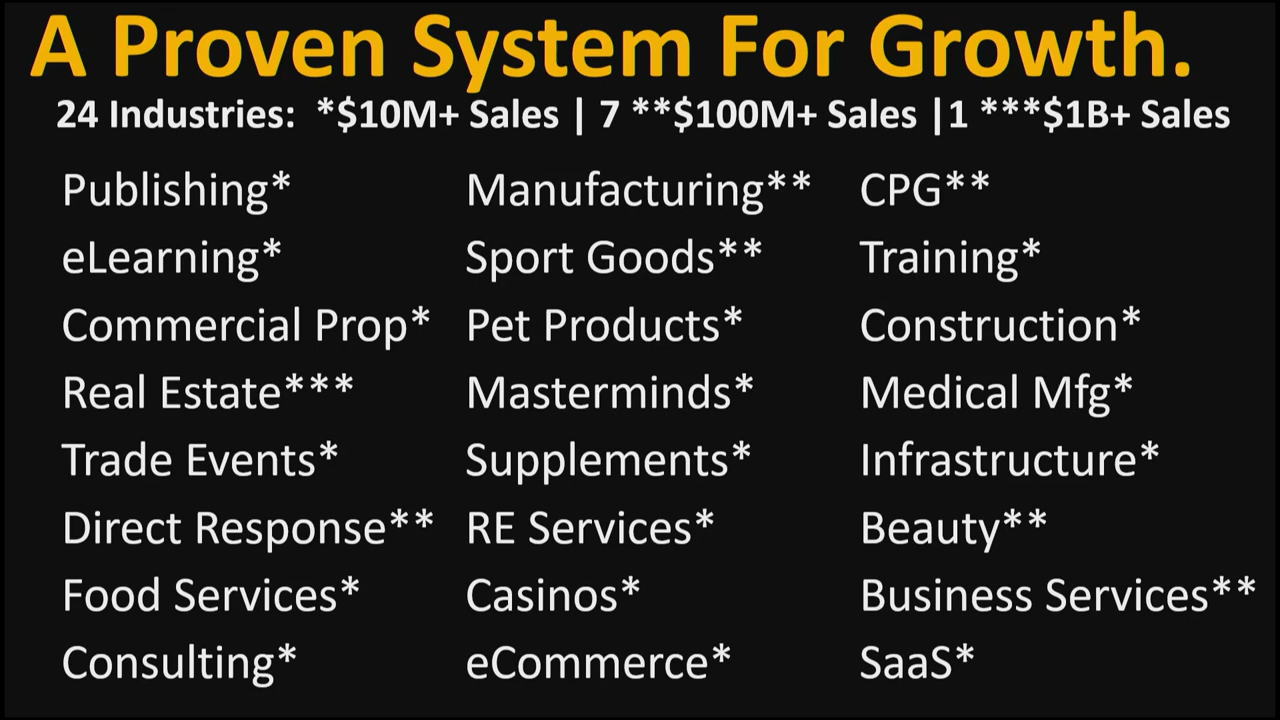 A Proven System For Growth.
24 Industries: *$10M+ Sales | 7 **$100M+ Sales |1 ***$1B+ Sales
Publishing*
eLearning*
Commercial Prop*
Real Estate***
Trade Events*
Direct Response**
Food Services*
Consulting*
Manufacturing**
Sport Goods**
Pet Products*
Masterminds*
Supplements*
RE Services*
Casinos*
eCommerce*
CPG**
Training*
Construction*
Medical Mfg*
Infrastructure*
Beauty**
Business Services**
SaaS*